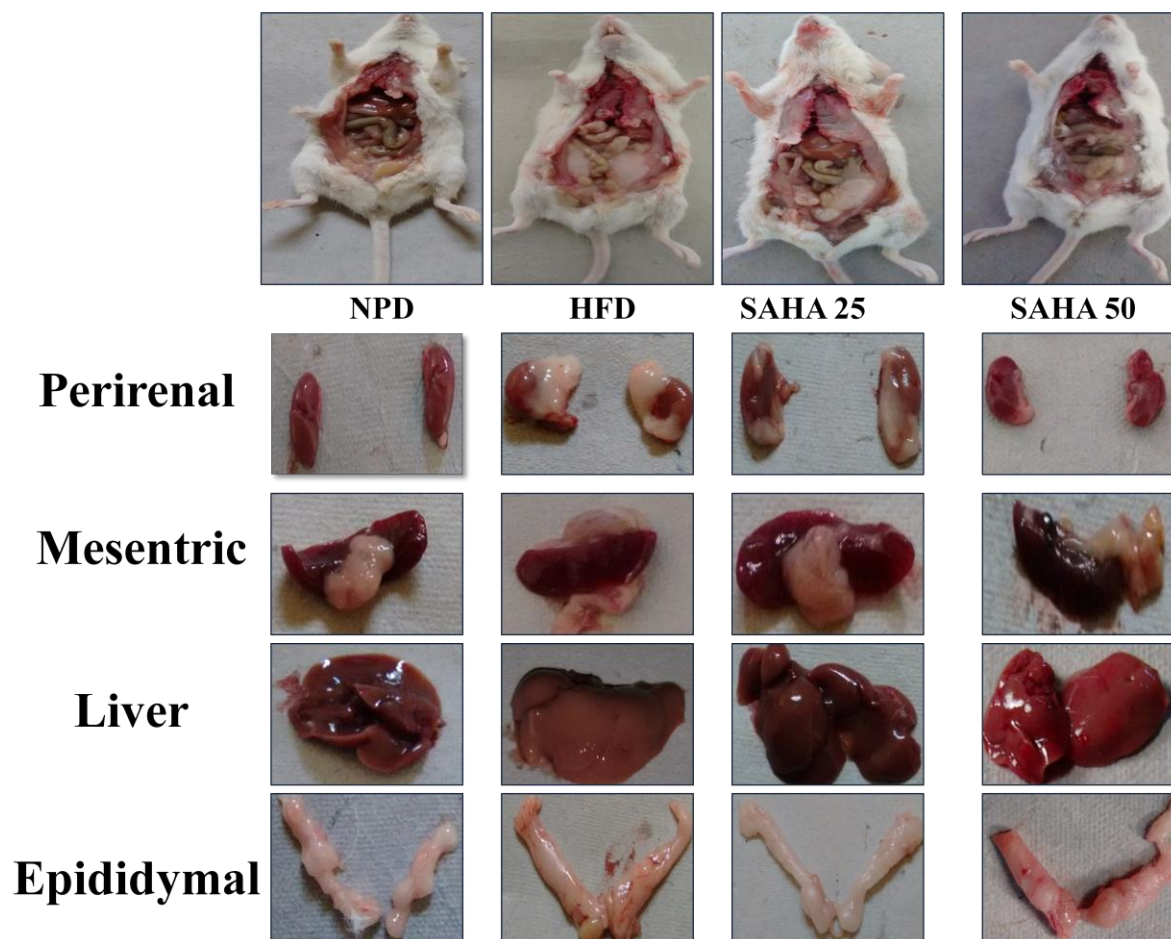 NPD HFD SAHA 25 SAHA 50
Perirenal
Mesentric
Liver
Epididymal